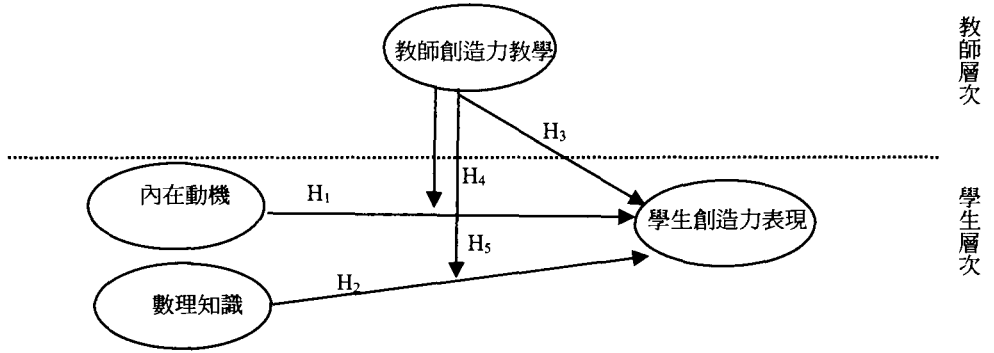 教師創造力教學
教師層次
H₃
H₄
內在動機
H₁
學生創造力表現
學生層次
H₅
H₂
數理知識